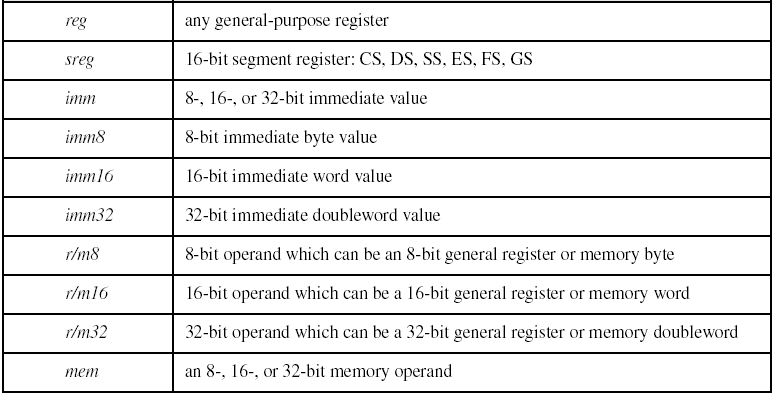 reg any general-purpose register
sreg 16-bit segment register: CS, DS, SS, ES, FS, GS
imm 8-, 16-, or 32-bit immediate value
imm8 8-bit immediate byte value
imm16 16-bit immediate word value
imm32 32-bit immediate doubleword value
r/m8 8-bit operand which can be an 8-bit general register or memory byte
r/m16 16-bit operand which can be a 16-bit general register or memory word
r/m32 32-bit operand which can be a 32-bit general register or memory doubleword
mem an 8-, 16-, or 32-bit memory operand